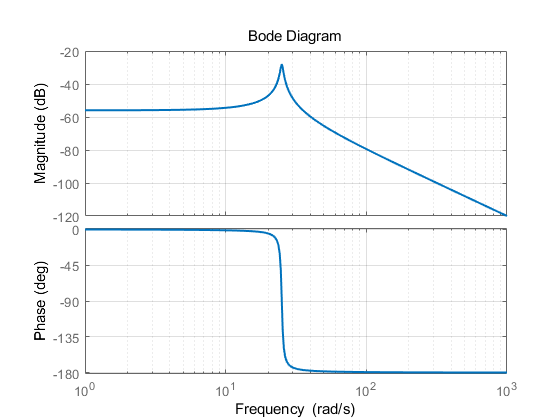 Bode Diagram
-20
-40
-60
-80
-100
-120
Magnitude (dB)
0
-45
-90
-135
-180
Phase (deg)
10^0 10^1 10^2 10^3
Frequency (rad/s)